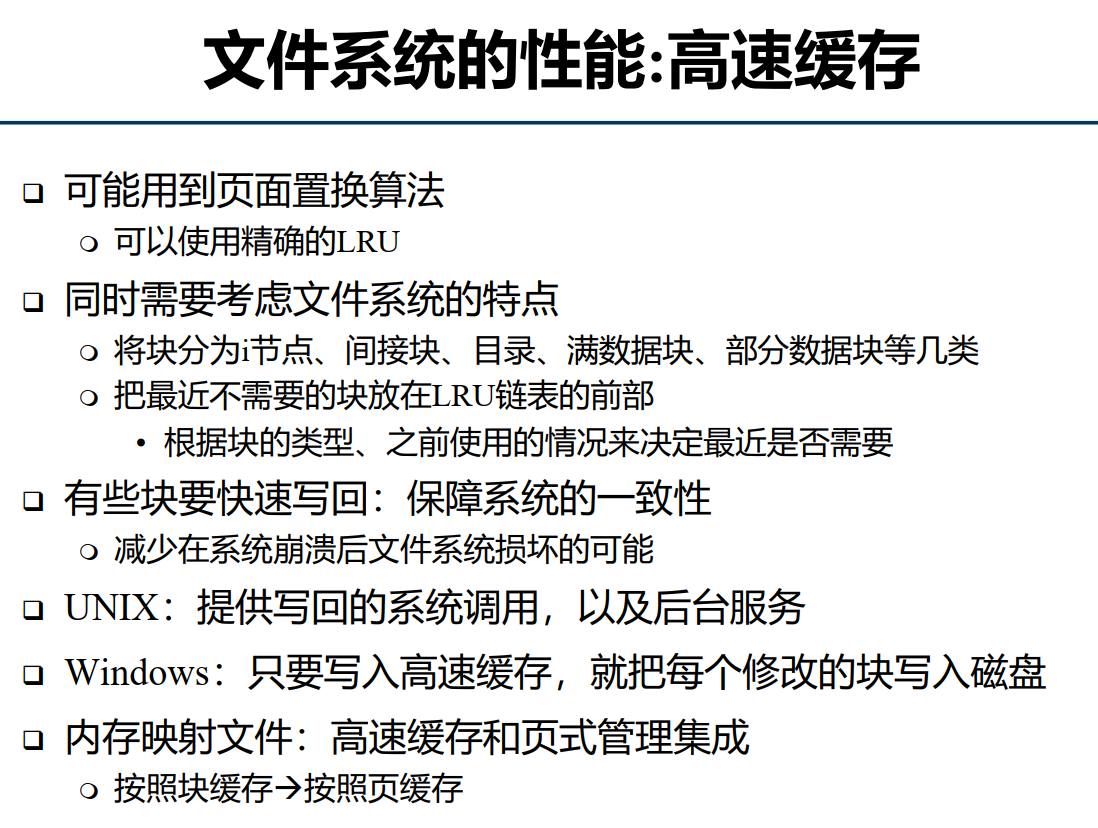 文件系统的性能:高速缓存
可能用到页面置换算法
可以使用精确的LRU
同时需要考虑文件系统的特点
将块分为i节点、间接块、目录、满数据块、部分数据块等几类
把最近不需要的块放在LRU链表的前部
根据块的类型、之前使用的情况来决定最近是否需要
有些块要快速写回：保障系统的一致性
减少在系统崩溃后文件系统损坏的可能
UNIX：提供写回的系统调用，以及后台服务
Windows：只要写入高速缓存，就把每个修改的块写入磁盘
内存映射文件：高速缓存和页式管理集成
按照块缓存→按照页缓存